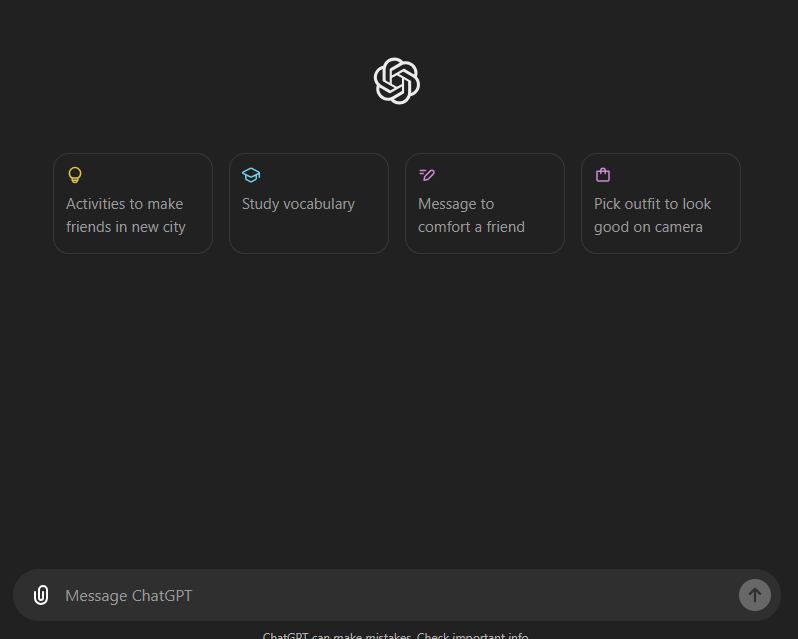 Activities to make
friends in new city
Study vocabulary
Message to
comfort a friend
Pick outfit to look
good on camera
Message ChatGPT
ChatGPT can make mistakes. Check important info.